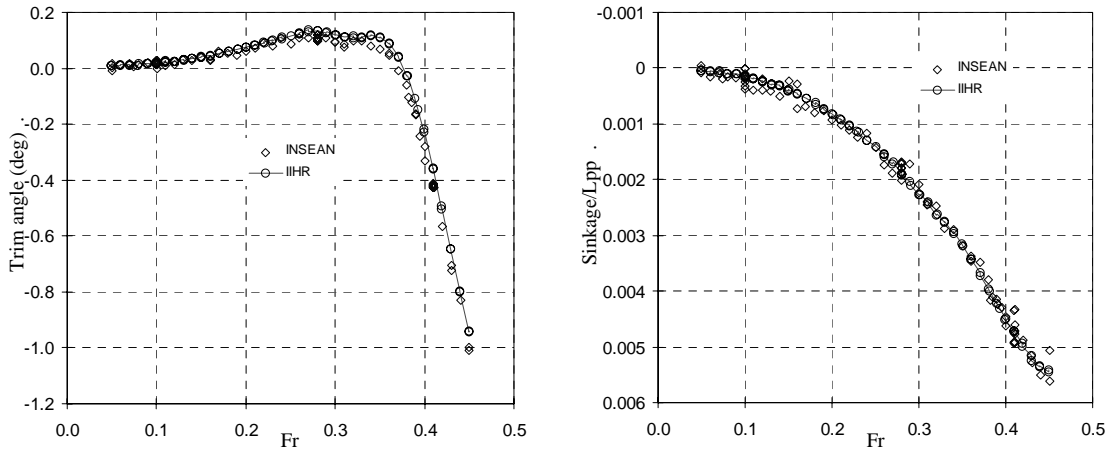 0.2
0.0
-0.2
-0.4
-0.6
-0.8
-1.0
-1.2
Trim angle (deg) .
INSEAN
IIHR
0.0 0.1 0.2 0.3 0.4 0.5
Fr
-0.001
0
0.001
0.002
0.003
0.004
0.005
0.006
Sinkage/Lpp .
INSEAN
IIHR
0.0 0.1 0.2 0.3 0.4 0.5
Fr